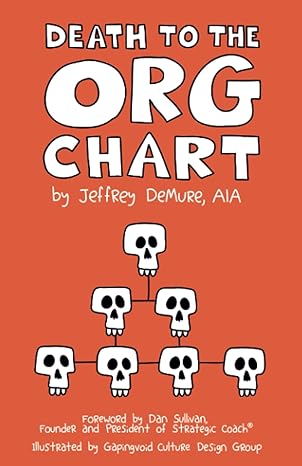 DEATH TO THE
ORG
CHART
by Jeffrey DeMure, AIA
Foreword by Dan Sullivan,
Founder and President of Strategic Coach®
Illustrated by Gapingvoid Culture Design Group